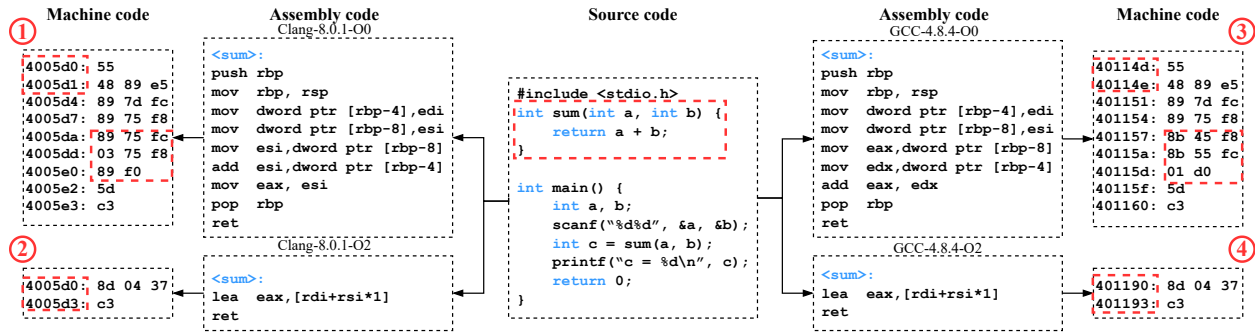 Machine code
Assembly code
Source code
Assembly code
Machine code
1
4005d0: 55
4005d1: 48 89 e5
4005d4: 89 7d fc
4005d7: 89 75 f8
4005da: 89 75 fc
4005dd: 03 75 f8
4005e0: 89 f0
4005e2: 5d
4005e3: c3
Clang-8.0.1-O0
<sum>:
push rbp
mov rbp, rsp
mov dword ptr [rbp-4],edi
mov dword ptr [rbp-8],esi
mov esi,dword ptr [rbp-8]
add esi,dword ptr [rbp-4]
mov eax, esi
pop rbp
ret
#include <stdio.h>
int sum(int a, int b) {
return a + b;
}
int main() {
int a, b;
scanf(“%d%d”, &a, &b);
int c = sum(a, b);
printf(“c = %d\n”, c);
return 0;
}
GCC-4.8.4-O0
<sum>:
push rbp
mov rbp, rsp
mov dword ptr [rbp-4],edi
mov dword ptr [rbp-8],esi
mov eax,dword ptr [rbp-8]
mov edx,dword ptr [rbp-4]
add eax, edx
pop rbp
ret
3
40114d: 55
40114e: 48 89 e5
401151: 89 7d fc
401154: 89 75 f8
401157: 8b 45 f8
40115a: 8b 55 fc
40115d: 01 d0
40115f: 5d
401160: c3
2
4005d0: 8d 04 37
4005d3: c3
Clang-8.0.1-O2
<sum>:
lea eax,[rdi+rsi*1]
ret
GCC-4.8.4-O2
<sum>:
lea eax,[rdi+rsi*1]
ret
4
401190: 8d 04 37
401193: c3